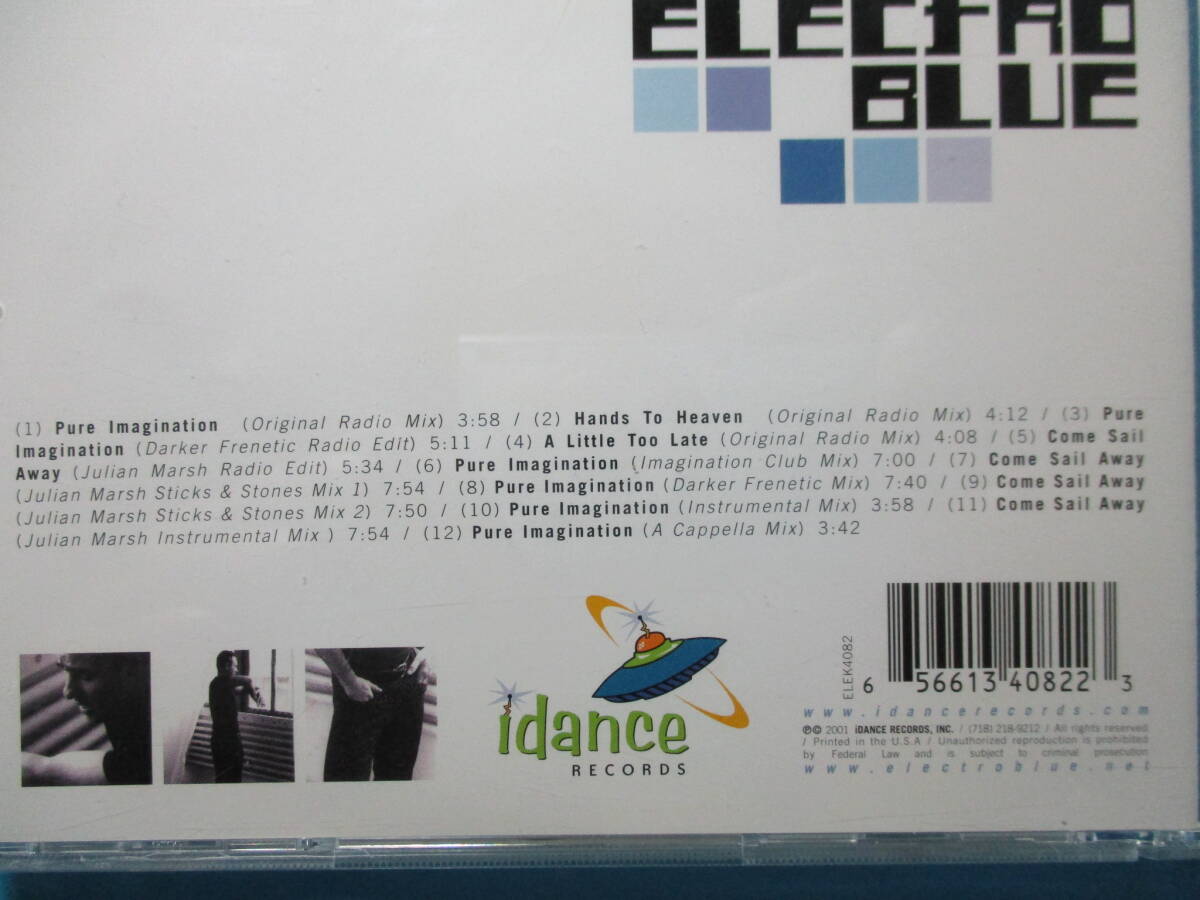 ELECTRO
BLUE
(1) Pure Imagination (Original Radio Mix) 3:58 / (2) Hands To Heaven (Original Radio Mix) 4:12 / (3) Pure
Imagination (Darker Frenetic Radio Edit) 5:11 / (4) A Little Too Late (Original Radio Mix) 4:08 / (5) Come Sail
Away (Julian Marsh Radio Edit) 5:34 / (6) Pure Imagination (Imagination Club Mix) 7:00 / (7) Come Sail Away
(Julian Marsh Sticks & Stones Mix 1) 7:54 / (8) Pure Imagination (Darker Frenetic Mix) 7:40 / (9) Come Sail Away
(Julian Marsh Sticks & Stones Mix 2) 7:50 / (10) Pure Imagination (Instrumental Mix) 3:58 / (11) Come Sail Away
(Julian Marsh Instrumental Mix ) 7:54 / (12) Pure Imagination (A Cappella Mix) 3:42
idance
RECORDS
ELEK4082
6 56613 40822 3
www.idancerecords.com
℗© 2001 iDANCE RECORDS, INC. / (718) 218-9212 / All rights reserved
/ Printed in the U.S.A / Unauthorized reproduction is prohibited
by Federal Law and is subject to criminal prosecution
www.electroblue.net